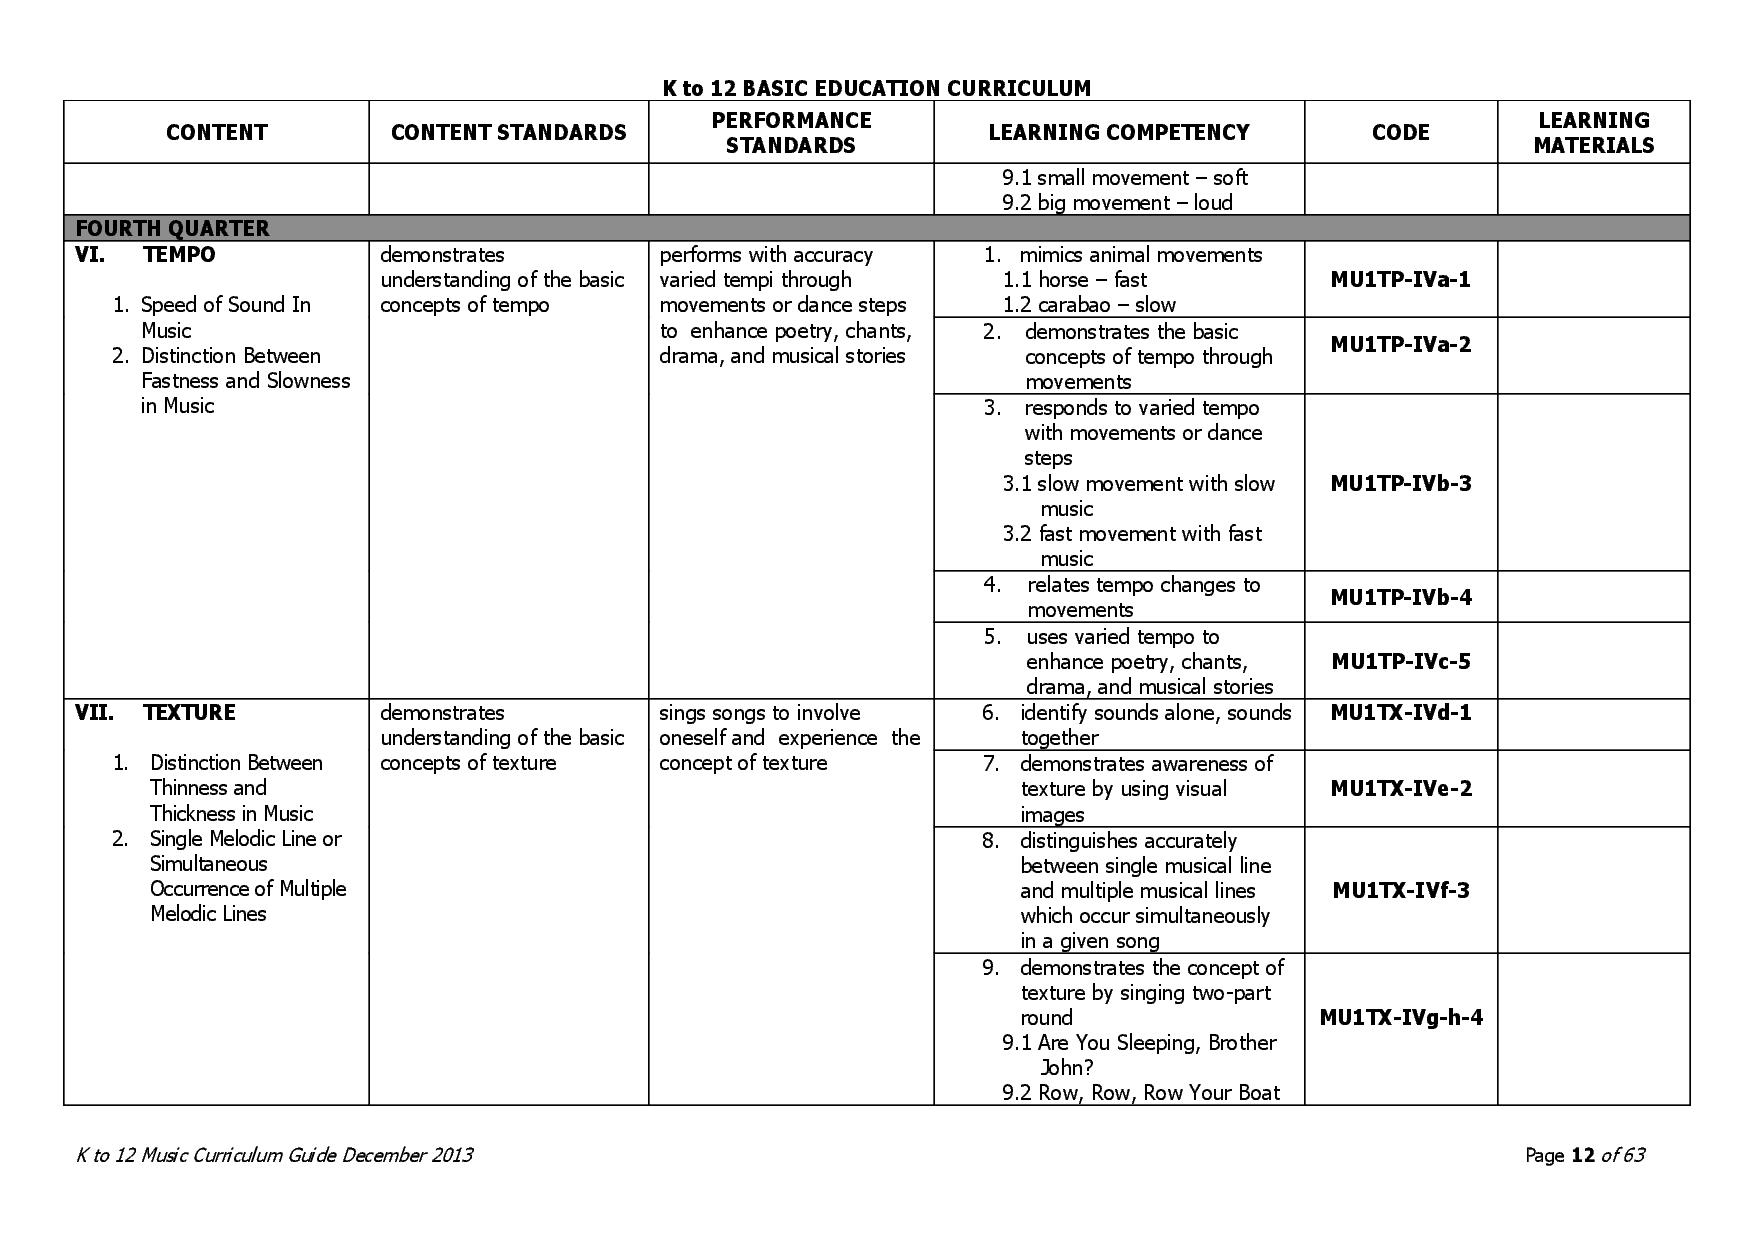 K to 12 BASIC EDUCATION CURRICULUM
CONTENT
CONTENT STANDARDS
PERFORMANCE
STANDARDS
LEARNING COMPETENCY
CODE
LEARNING
MATERIALS
9.1 small movement – soft
9.2 big movement – loud
FOURTH QUARTER
VI. TEMPO
1. Speed of Sound In
Music
2. Distinction Between
Fastness and Slowness
in Music
demonstrates
understanding of the basic
concepts of tempo
performs with accuracy
varied tempi through
movements or dance steps
to enhance poetry, chants,
drama, and musical stories
1. mimics animal movements
1.1 horse – fast
1.2 carabao – slow
MU1TP-IVa-1
2. demonstrates the basic
concepts of tempo through
movements
MU1TP-IVa-2
3. responds to varied tempo
with movements or dance
steps
3.1 slow movement with slow
music
3.2 fast movement with fast
music
MU1TP-IVb-3
4. relates tempo changes to
movements
MU1TP-IVb-4
5. uses varied tempo to
enhance poetry, chants,
drama, and musical stories
MU1TP-IVc-5
VII. TEXTURE
1. Distinction Between
Thinness and
Thickness in Music
2. Single Melodic Line or
Simultaneous
Occurrence of Multiple
Melodic Lines
demonstrates
understanding of the basic
concepts of texture
sings songs to involve
oneself and experience the
concept of texture
6. identify sounds alone, sounds
together
MU1TX-IVd-1
7. demonstrates awareness of
texture by using visual
images
MU1TX-IVe-2
8. distinguishes accurately
between single musical line
and multiple musical lines
which occur simultaneously
in a given song
MU1TX-IVf-3
9. demonstrates the concept of
texture by singing two-part
round
9.1 Are You Sleeping, Brother
John?
9.2 Row, Row, Row Your Boat
MU1TX-IVg-h-4
K to 12 Music Curriculum Guide December 2013
Page 12 of 63